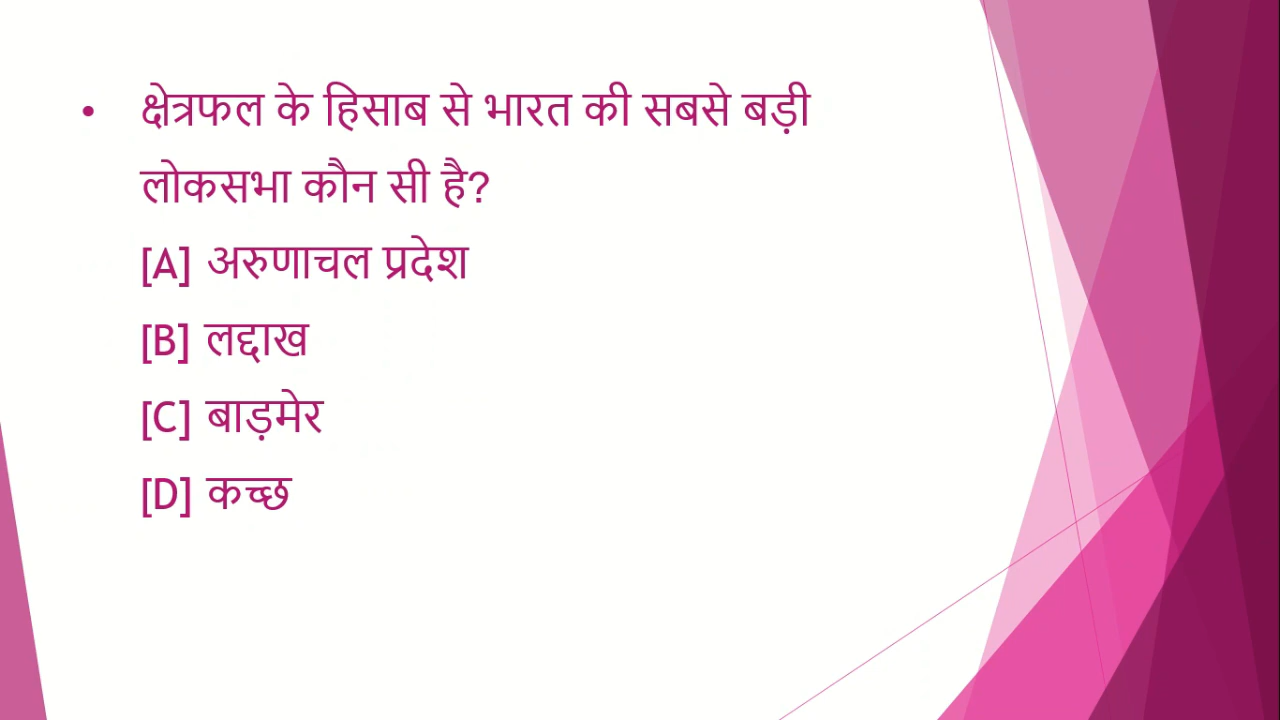 • क्षेत्रफल के हिसाब से भारत की सबसे बड़ी
लोकसभा कौन सी है?
[A] अरुणाचल प्रदेश
[B] लद्दाख
[C] बाड़मेर
[D] कच्छ